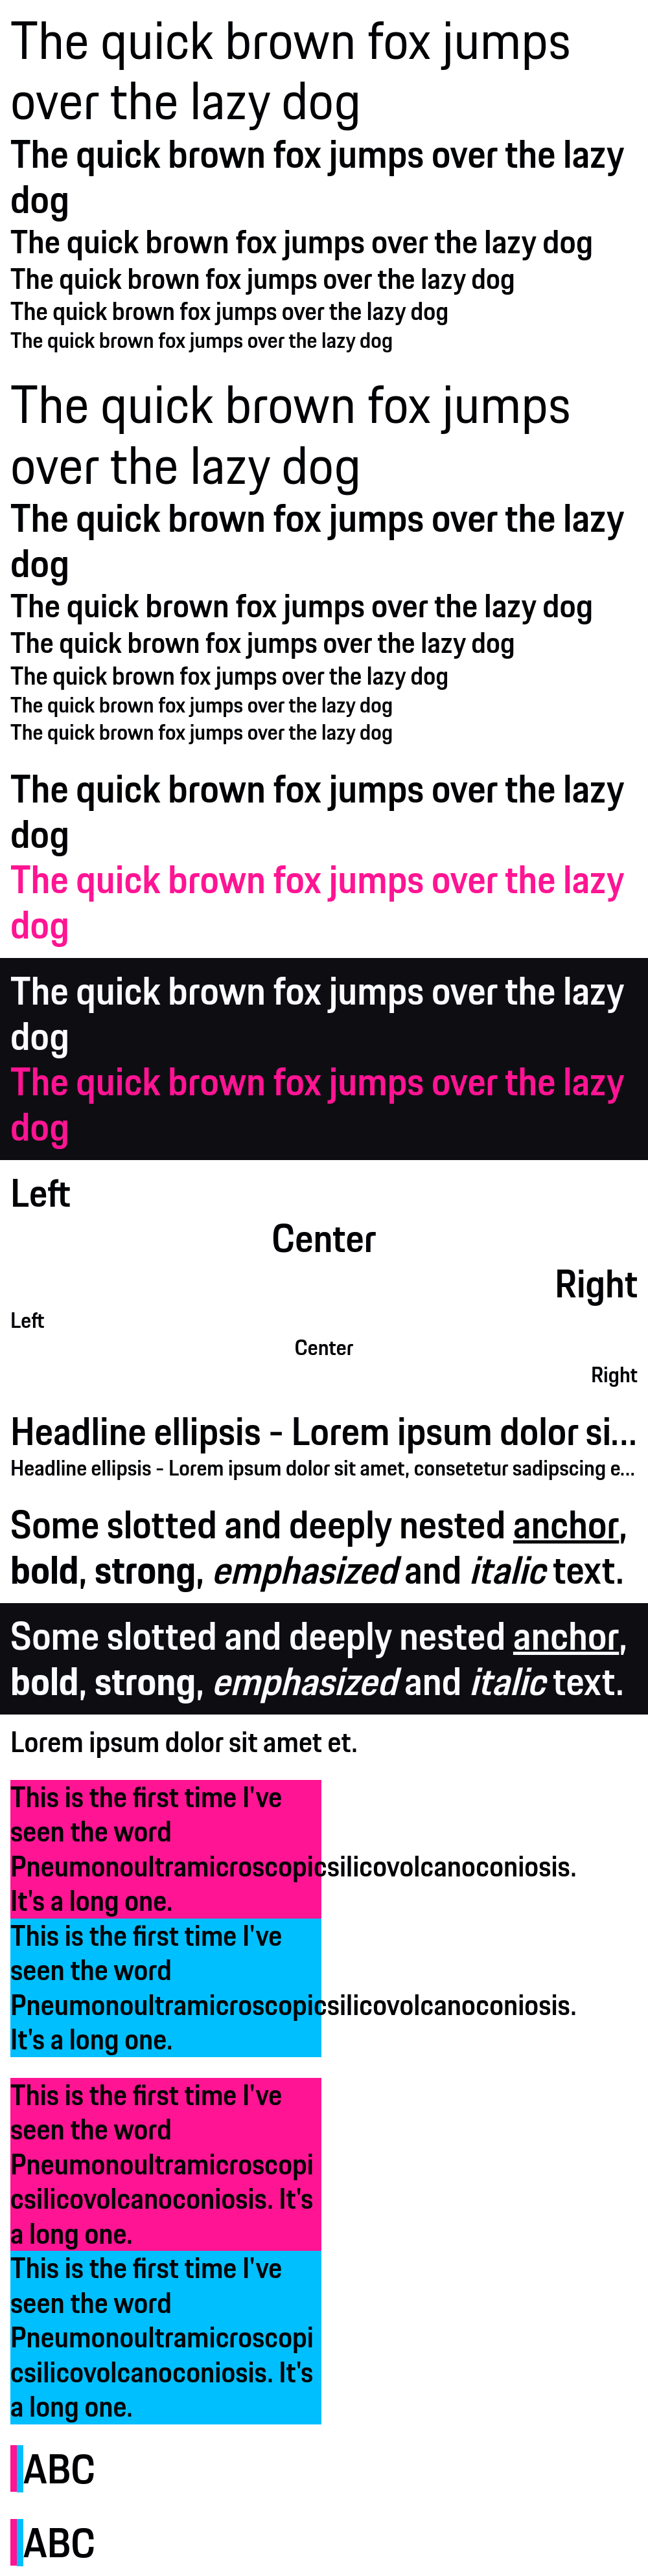 The quick brown fox jumps
over the lazy dog
The quick brown fox jumps over the lazy
dog
The quick brown fox jumps over the lazy dog
The quick brown fox jumps over the lazy dog
The quick brown fox jumps over the lazy dog
The quick brown fox jumps over the lazy dog
The quick brown fox jumps
over the lazy dog
The quick brown fox jumps over the lazy
dog
The quick brown fox jumps over the lazy dog
The quick brown fox jumps over the lazy dog
The quick brown fox jumps over the lazy dog
The quick brown fox jumps over the lazy dog
The quick brown fox jumps over the lazy dog
The quick brown fox jumps over the lazy
dog
The quick brown fox jumps over the lazy
dog
The quick brown fox jumps over the lazy
dog
The quick brown fox jumps over the lazy
dog
Left
Center
Right
Left
Center
Right
Headline ellipsis - Lorem ipsum dolor si...
Headline ellipsis - Lorem ipsum dolor sit amet, consetetur sadipscing e...
Some slotted and deeply nested anchor,
bold, strong, emphasized and italic text.
Some slotted and deeply nested anchor,
bold, strong, emphasized and italic text.
Lorem ipsum dolor sit amet et.
This is the first time I've
seen the word
Pneumonoultramicroscopicsilicovolcanoconiosis.
It's a long one.
This is the first time I've
seen the word
Pneumonoultramicroscopicsilicovolcanoconiosis.
It's a long one.
This is the first time I've
seen the word
Pneumonoultramicroscopi
csilicovolcanoconiosis. It's
a long one.
This is the first time I've
seen the word
Pneumonoultramicroscopi
csilicovolcanoconiosis. It's
a long one.
ABC
ABC